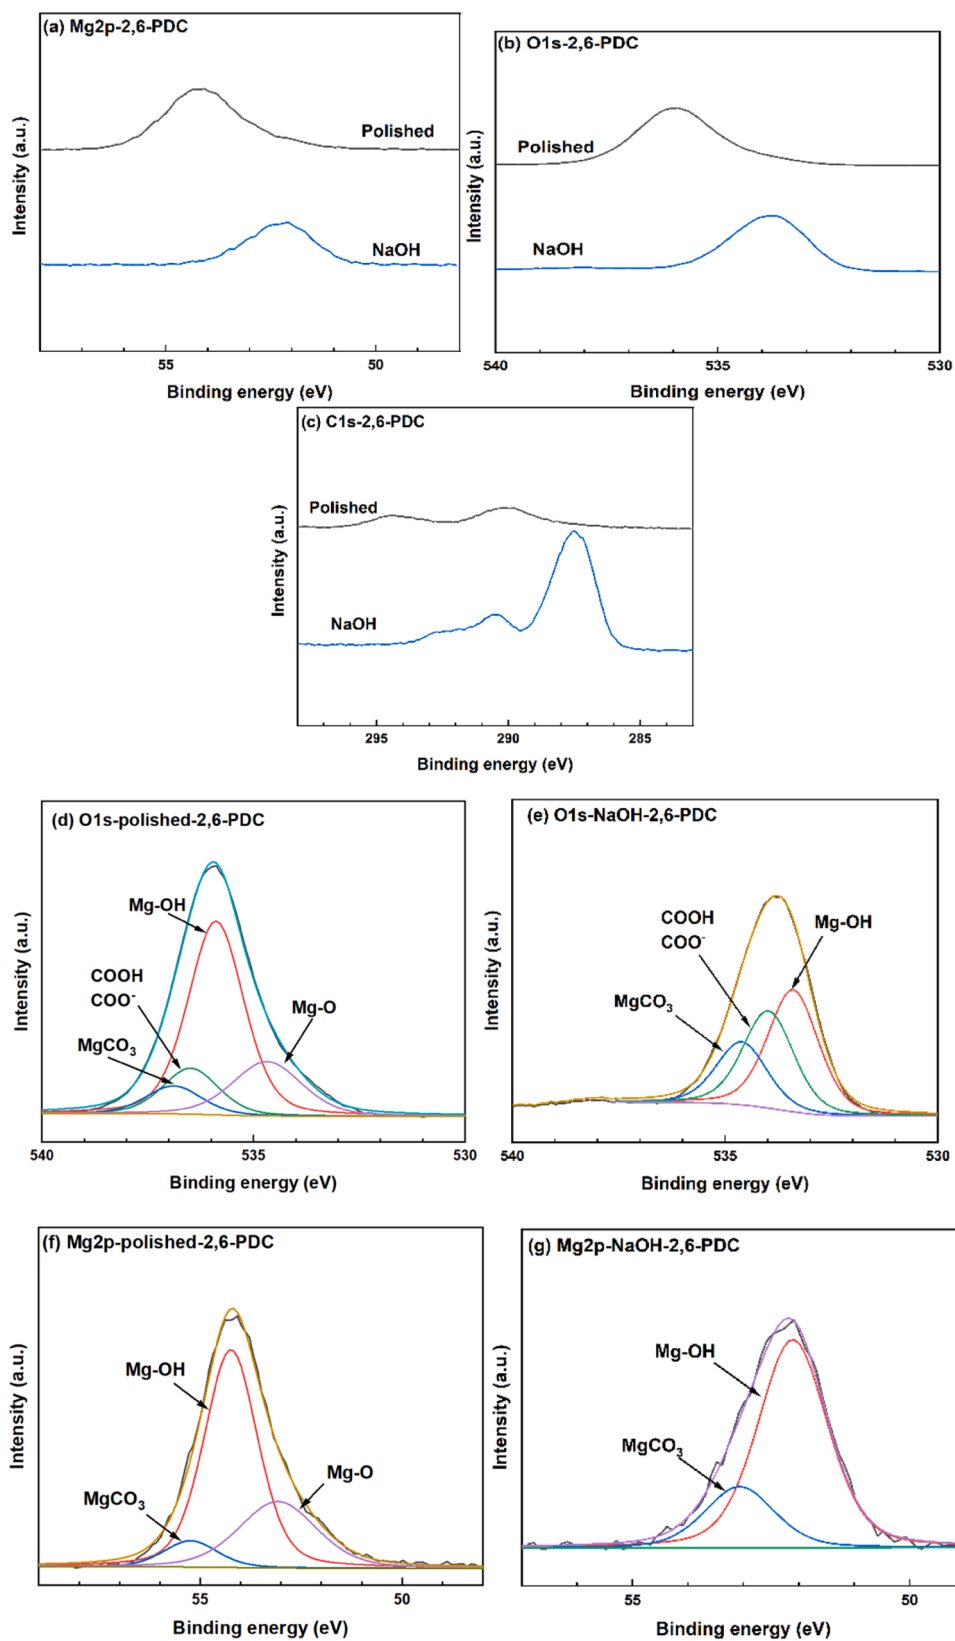 (a) Mg2p-2,6-PDC
Intensity (a.u.)
Polished
NaOH
55
50
Binding energy (eV)
(b) O1s-2,6-PDC
Intensity (a.u.)
Polished
NaOH
540
535
530
Binding energy (eV)
(c) C1s-2,6-PDC
Intensity (a.u.)
Polished
NaOH
295
290
285
Binding energy (eV)
(d) O1s-polished-2,6-PDC
Intensity (a.u.)
Mg-OH
COOH
COO⁻
MgCO₃
Mg-O
540
535
530
Binding energy (eV)
(e) O1s-NaOH-2,6-PDC
Intensity (a.u.)
COOH
COO⁻
Mg-OH
MgCO₃
540
535
530
Binding energy (eV)
(f) Mg2p-polished-2,6-PDC
Intensity (a.u.)
Mg-OH
Mg-O
MgCO₃
55
50
Binding energy (eV)
(g) Mg2p-NaOH-2,6-PDC
Intensity (a.u.)
Mg-OH
MgCO₃
55
50
Binding energy (eV)